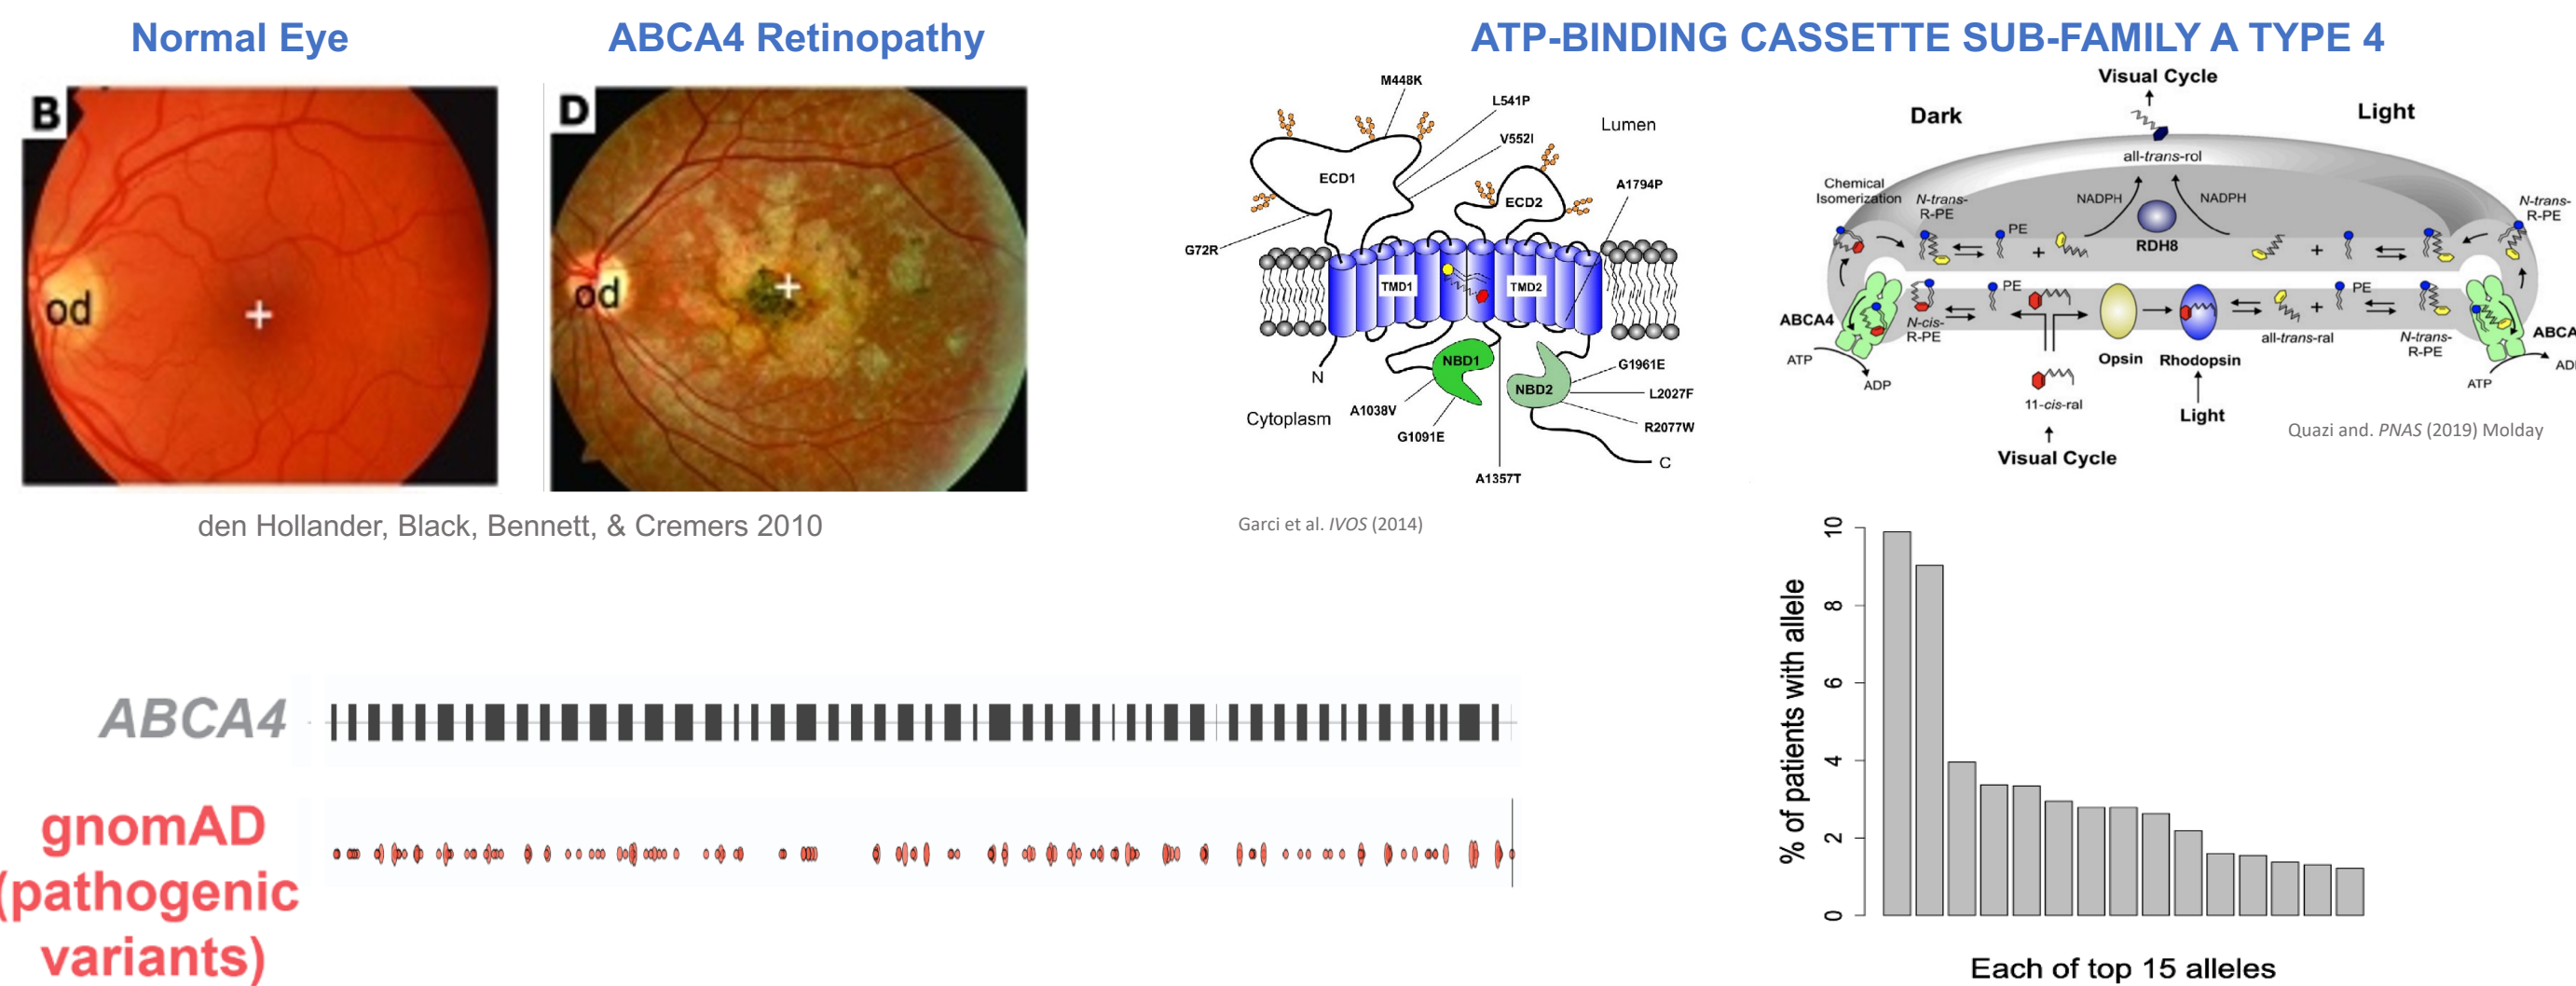 Normal Eye
ABCA4 Retinopathy
ATP-BINDING CASSETTE SUB-FAMILY A TYPE 4
B
od
D
od
den Hollander, Black, Bennett, & Cremers 2010
M448K
L541P
V552I
Lumen
ECD1
ECD2
A1794P
G72R
TMD1
TMD2
N
NBD1
NBD2
G1961E
L2027F
R2077W
Cytoplasm
A1038V
G1091E
C
A1357T
Garci et al. IVOS (2014)
Visual Cycle
Dark
Light
all-trans-rol
Chemical
Isomerization
N-trans-
R-PE
NADPH
NADPH
N-trans-
R-PE
PE
+
RDH8
+
ABCA4
N-cis-
R-PE
PE
Opsin
Rhodopsin
all-trans-ral
+
PE
N-trans-
R-PE
ABCA
ATP
ADP
11-cis-ral
Light
ATP
AD
Visual Cycle
Quazi and. PNAS (2019) Molday
ABCA4
gnomAD
(pathogenic
variants)
% of patients with allele
10
8
6
4
2
0
Each of top 15 alleles